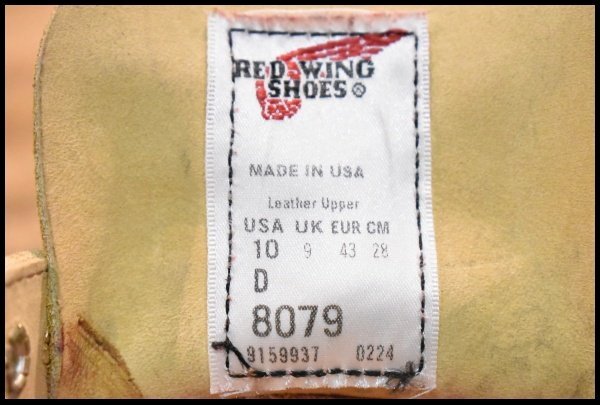 RED WING
SHOES®
MADE IN USA
Leather Upper
USA UK EUR CM
10 9 43 28
D
8079
9159937 0224